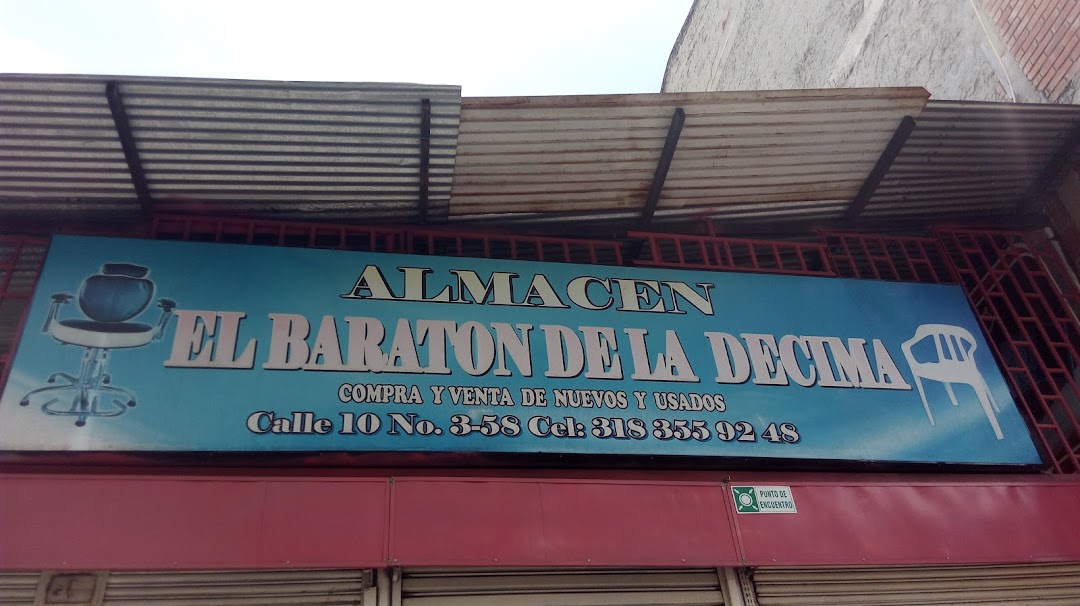 ALMACEN
EL BARATON DE LA DECIMA
COMPRA Y VENTA DE NUEVOS Y USADOS
Calle 10 No. 3-58 Cel: 318 355 92 48
PUNTO DE
ENCUENTRO